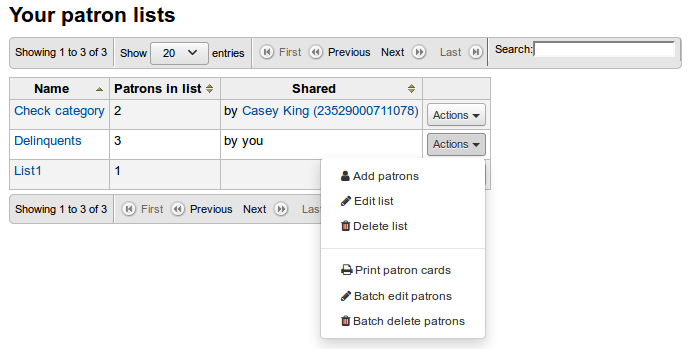 Your patron lists
Showing 1 to 3 of 3 Show 20 entries First Previous Next Last Search:
Name Patrons in list Shared
Check category 2 by Casey King (23529000711078) Actions
Delinquents 3 by you Actions
List1 1
Add patrons
Edit list
Delete list
Showing 1 to 3 of 3 First Previous Next Las
Print patron cards
Batch edit patrons
Batch delete patrons